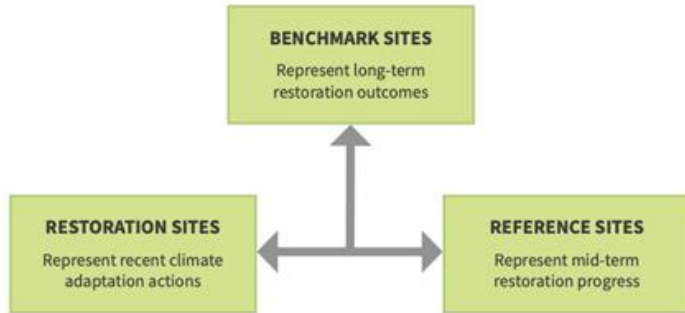 BENCHMARK SITES
Represent long-term
restoration outcomes
RESTORATION SITES
Represent recent climate
adaptation actions
REFERENCE SITES
Represent mid-term
restoration progress